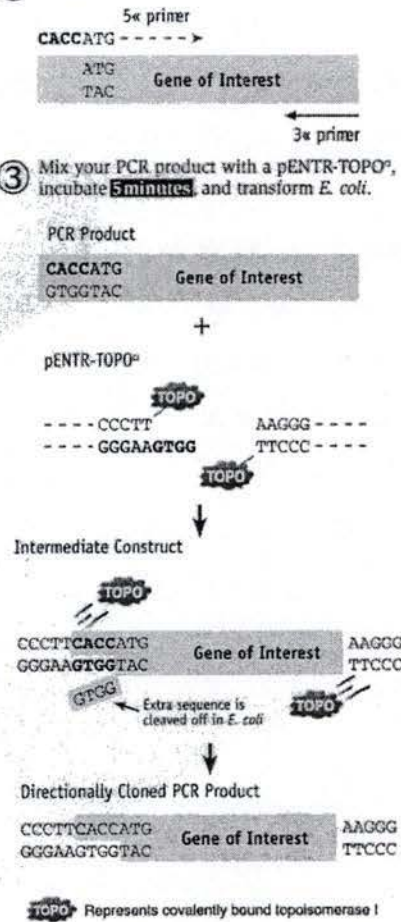 5« primer
CACCATG - - - - - - >
ATG
TAC
Gene of Interest
3« primer
3 Mix your PCR product with a pENTR-TOPO¤,
incubate 5 minutes, and transform E. coli.
PCR Product
CACCATG
GTGGTAC
Gene of Interest
+
pENTR-TOPO¤
TOPO
- - - - CCCTT
AAGGG - - - -
- - - - GGGAAGTGG
TTCCC - - - -
TOPO
Intermediate Construct
TOPO
CCCTTCACCATG
GGGAAGTGGTAC
Gene of Interest
AAGGG
TTCCC
GTGG
Extra sequence is
cleaved off in E. coli
TOPO
Directionally Cloned PCR Product
CCCTTCACCATG
GGGAAGTGGTAC
Gene of Interest
AAGGG
TTCCC
TOPO Represents covalently bound topoisomerase I